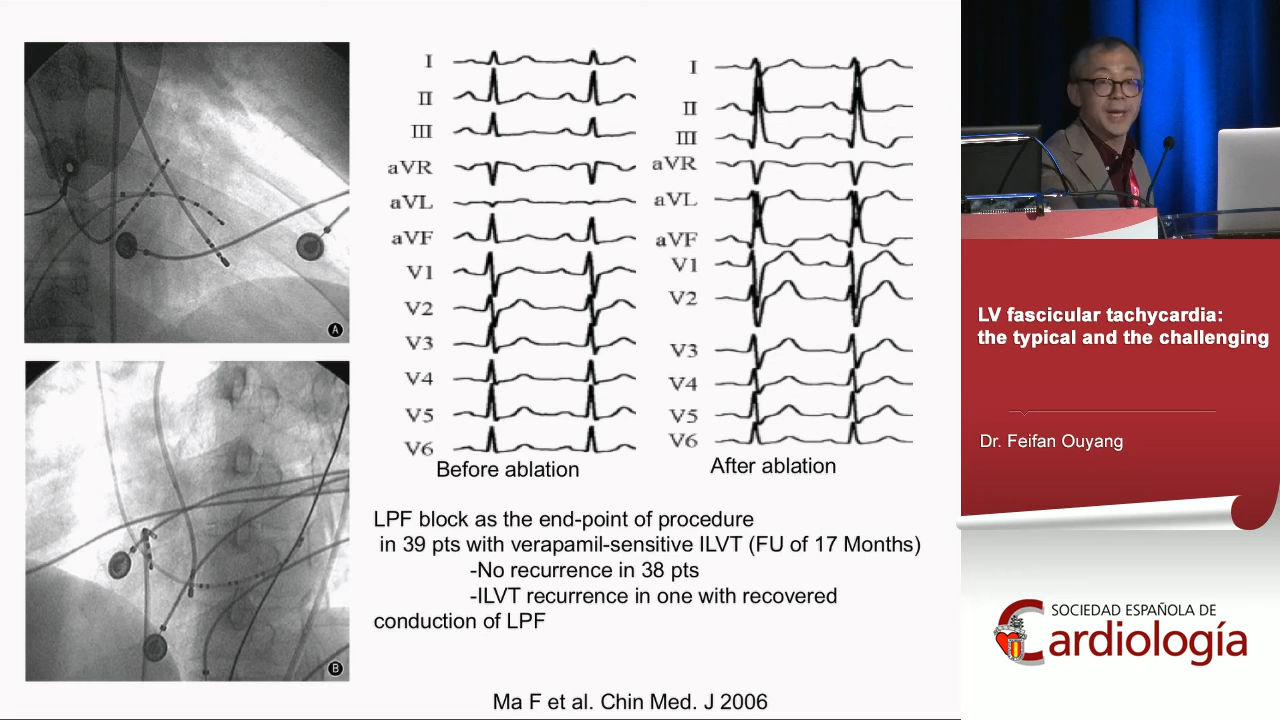 A
B
I
II
III
aVR
aVL
aVF
V1
V2
V3
V4
V5
V6
Before ablation
I
II
III
aVR
aVL
aVF
V1
V2
V3
V4
V5
V6
After ablation
LPF block as the end-point of procedure
in 39 pts with verapamil-sensitive ILVT (FU of 17 Months)
-No recurrence in 38 pts
-ILVT recurrence in one with recovered
conduction of LPF
Ma F et al. Chin Med. J 2006
LV fascicular tachycardia:
the typical and the challenging
Dr. Feifan Ouyang
SOCIEDAD ESPAÑOLA DE
Cardiología